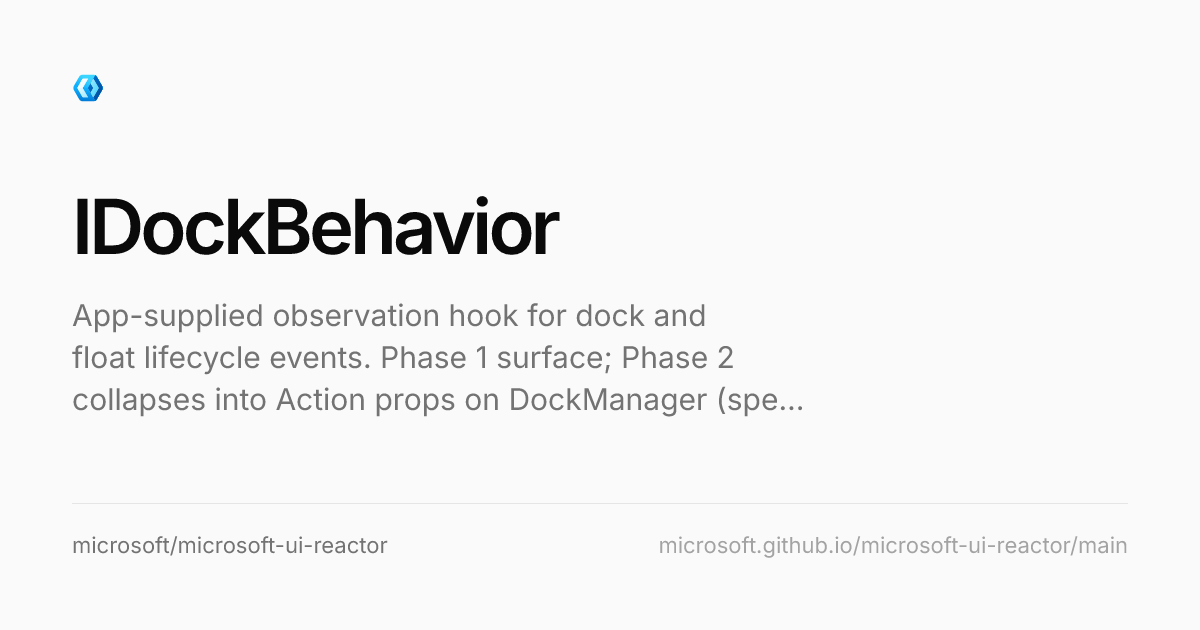 IDockBehavior
App-supplied observation hook for dock and
float lifecycle events. Phase 1 surface; Phase 2
collapses into Action props on DockManager (spe...
microsoft/microsoft-ui-reactor
microsoft.github.io/microsoft-ui-reactor/main